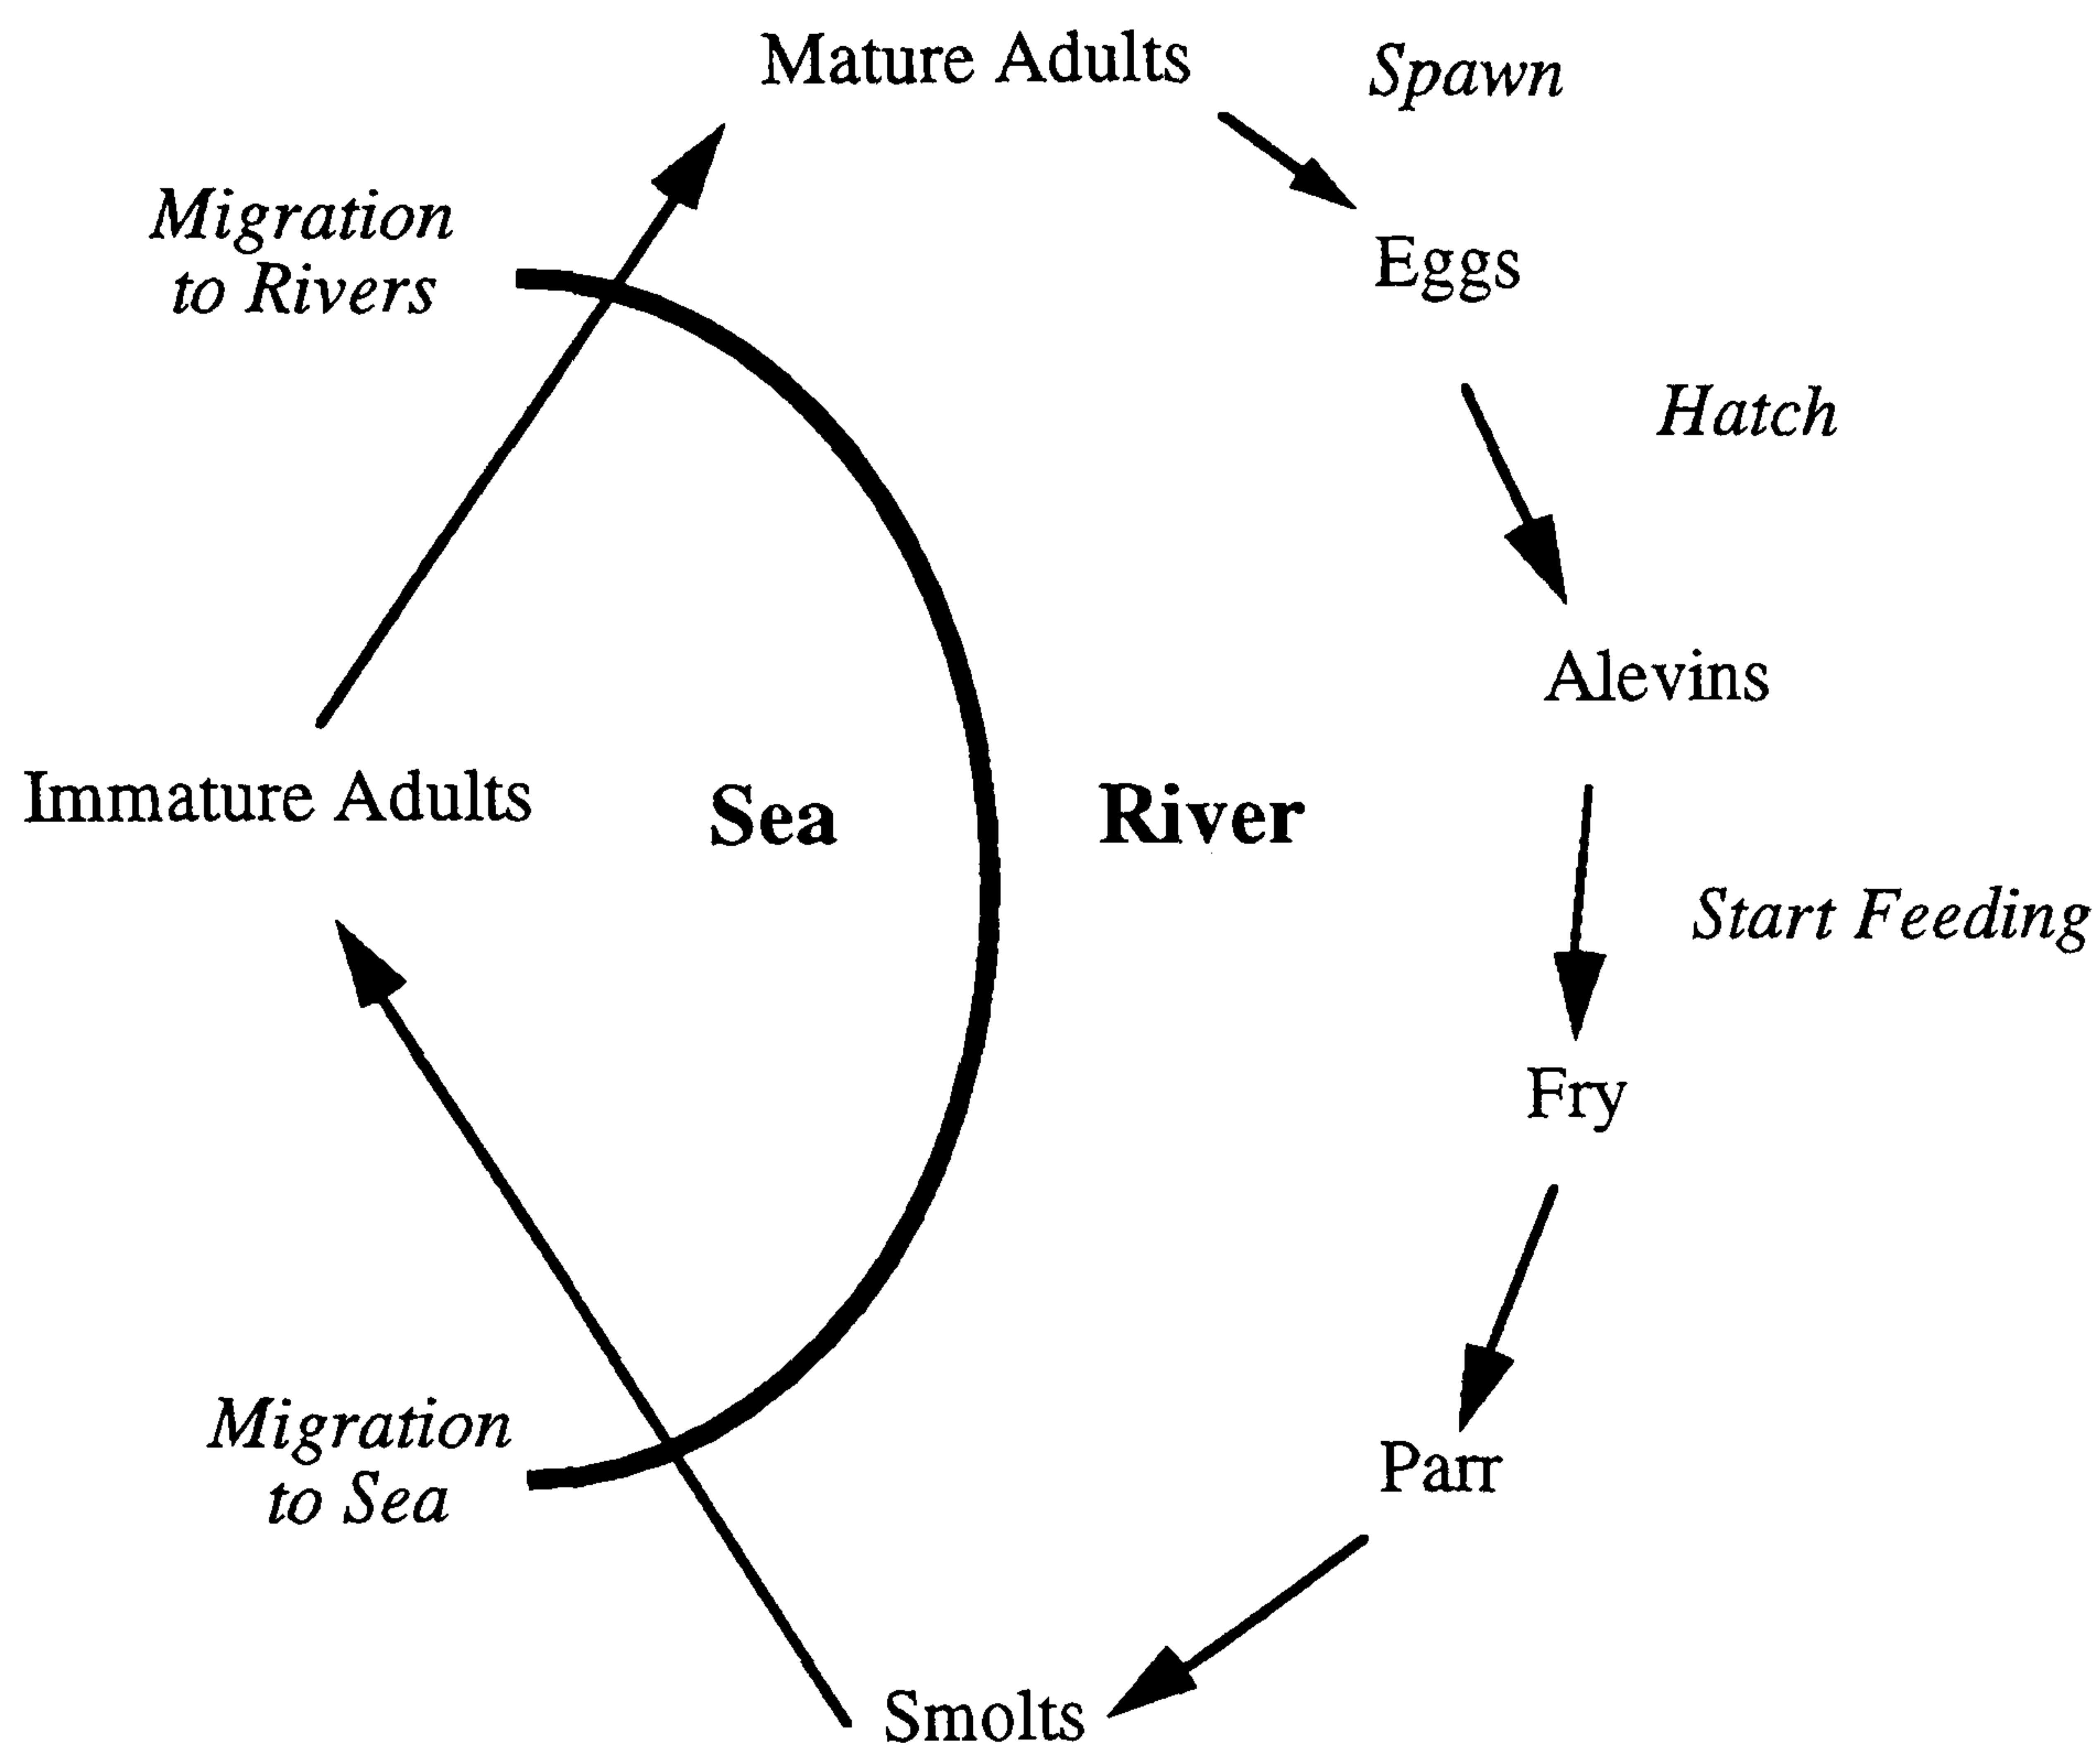 Mature Adults
Spawn
Migration
to Rivers
Eggs
Hatch
Alevins
Immature Adults
Sea
River
Start Feeding
Fry
Migration
to Sea
Parr
Smolts